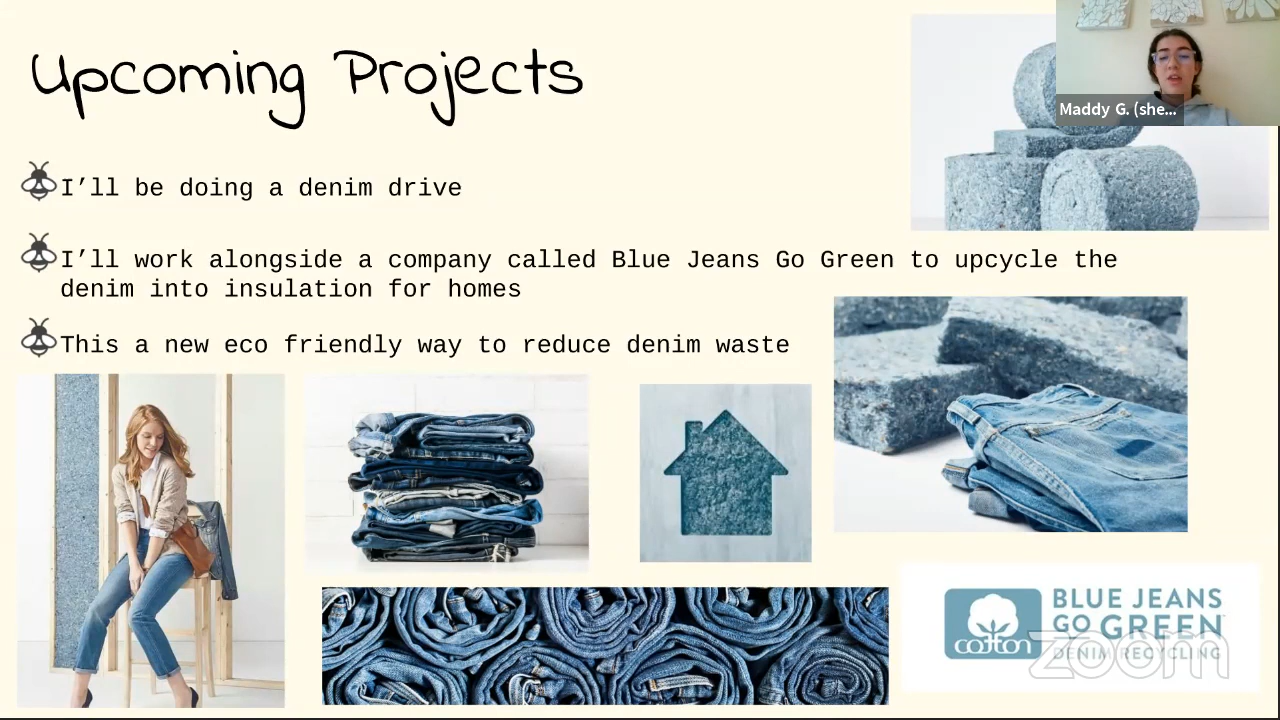 Upcoming Projects
Maddy G. (she...
I’ll be doing a denim drive
I’ll work alongside a company called Blue Jeans Go Green to upcycle the
denim into insulation for homes
This a new eco friendly way to reduce denim waste
cotton
BLUE JEANS
GO GREEN
DENIM RECYCLING
zoom